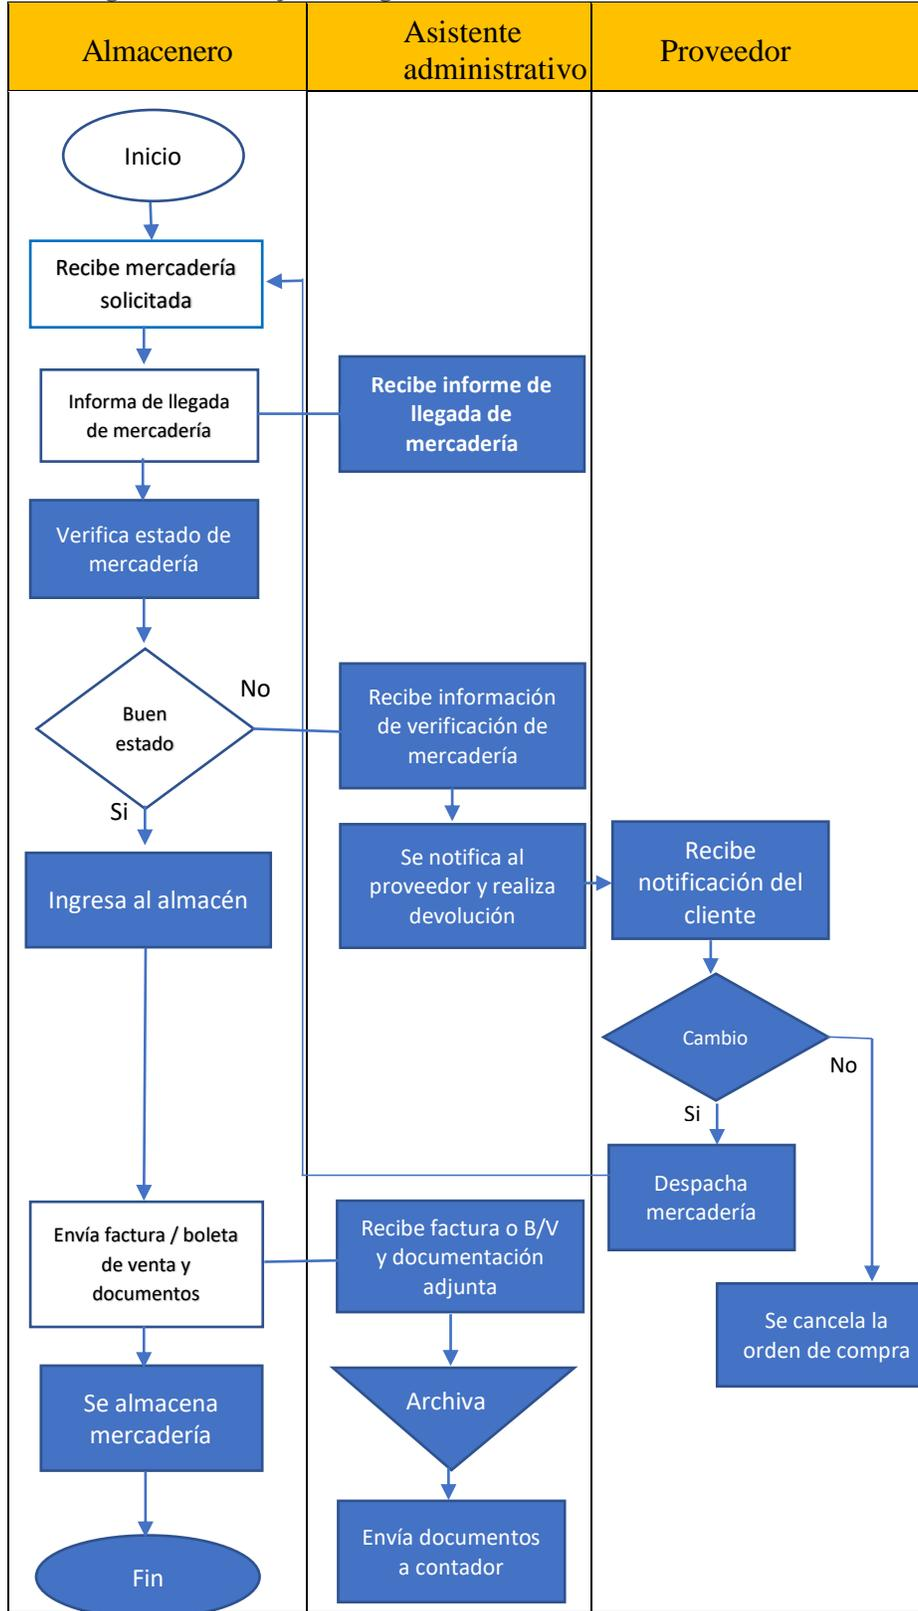 Almacenero
Asistente
administrativo
Proveedor
Inicio
Recibe mercadería
solicitada
Informa de llegada
de mercadería
Recibe informe de
llegada de
mercadería
Verifica estado de
mercadería
Buen
estado
No
Si
Recibe información
de verificación de
mercadería
Ingresa al almacén
Se notifica al
proveedor y realiza
devolución
Recibe
notificación del
cliente
Cambio
No
Si
Despacha
mercadería
Envía factura / boleta
de venta y
documentos
Recibe factura o B/V
y documentación
adjunta
Se cancela la
orden de compra
Se almacena
mercadería
Archiva
Envía documentos
a contador
Fin